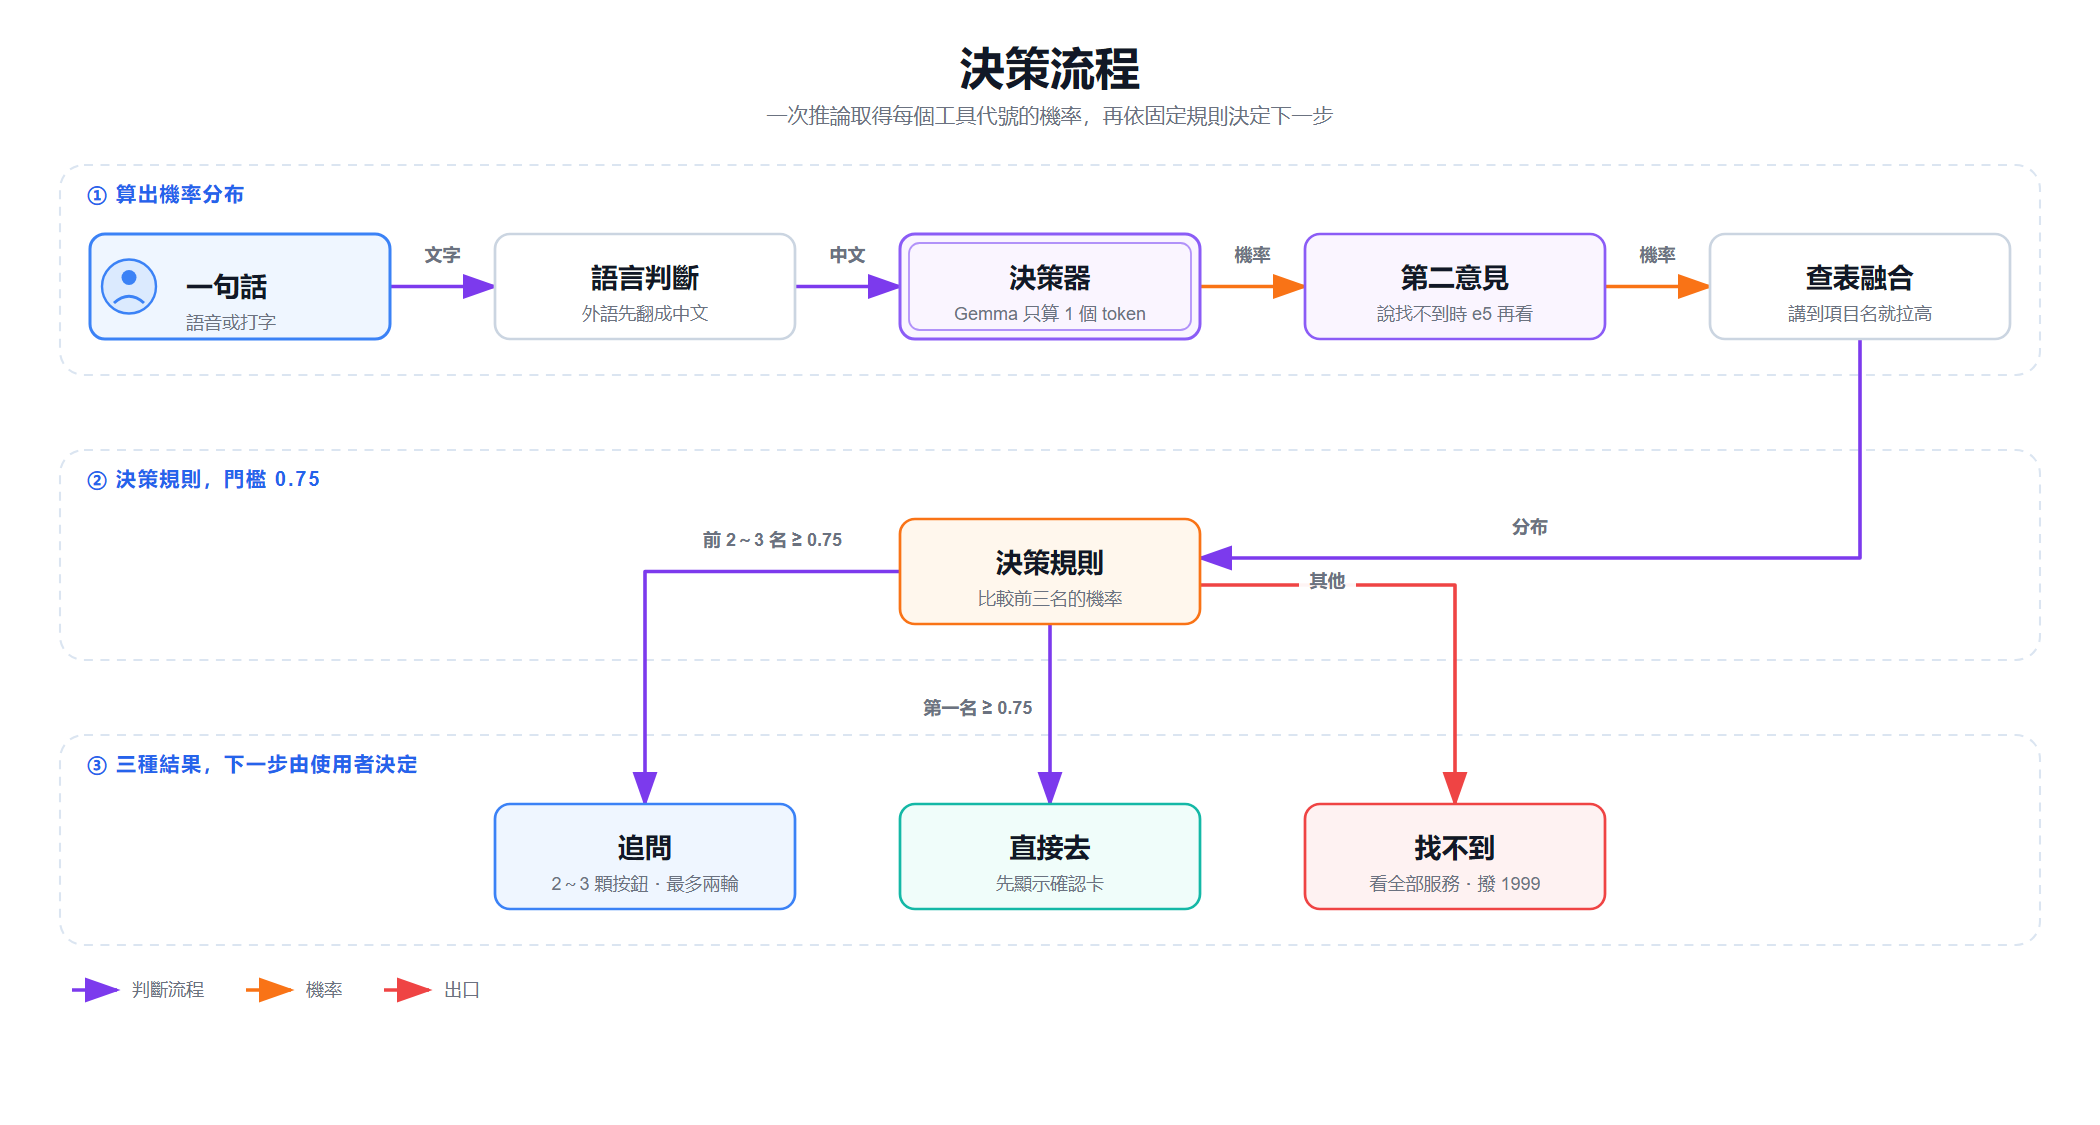 決策流程
一次推論取得每個工具代號的機率，再依固定規則決定下一步
① 算出機率分布
一句話
語音或打字
文字
語言判斷
外語先翻成中文
中文
決策器
Gemma 只算 1 個 token
機率
第二意見
說找不到時 e5 再看
機率
查表融合
講到項目名就拉高
② 決策規則，門檻 0.75
分布
前 2~3 名 ≥ 0.75
決策規則
比較前三名的機率
其他
第一名 ≥ 0.75
③ 三種結果，下一步由使用者決定
追問
2~3 顆按鈕 · 最多兩輪
直接去
先顯示確認卡
找不到
看全部服務 · 撥 1999
判斷流程
機率
出口